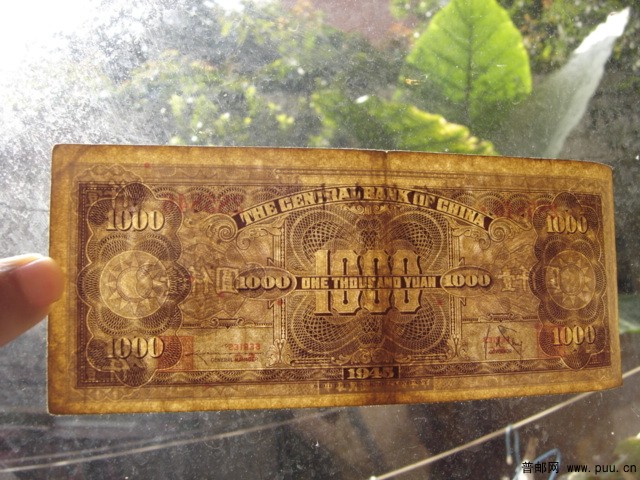 THE CENTRAL BANK OF CHINA
1000 1000
1000
1000 ONE THOUSAND YUAN 1000
1000 1000
1945
普邮网 www.puu.cn